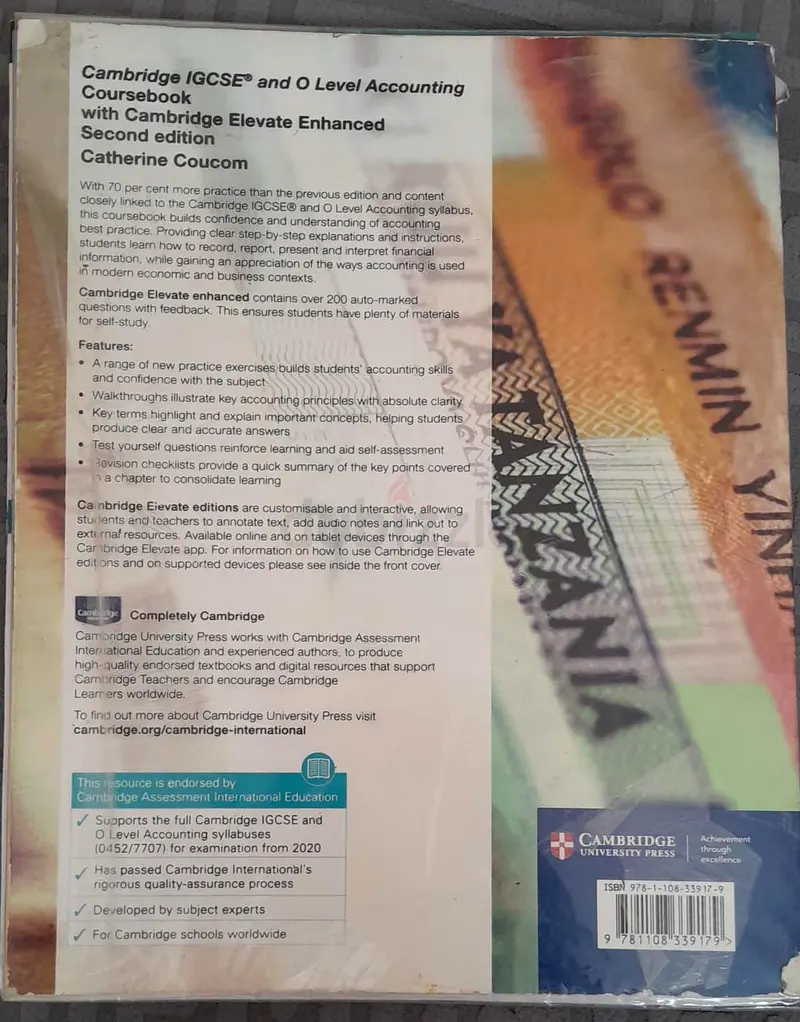 Cambridge IGCSE® and O Level Accounting
Coursebook
with Cambridge Elevate Enhanced
Second edition
Catherine Coucom
With 70 per cent more practice than the previous edition and content
closely linked to the Cambridge IGCSE® and O Level Accounting syllabus,
this coursebook builds confidence and understanding of accounting
best practice. Providing clear step-by-step explanations and instructions,
students learn how to record, report, present and interpret financial
information, while gaining an appreciation of the ways accounting is used
in modern economic and business contexts.
Cambridge Elevate enhanced contains over 200 auto-marked
questions with feedback. This ensures students have plenty of materials
for self-study.
Features:
• A range of new practice exercises builds students' accounting skills
and confidence with the subject
• Walkthroughs illustrate key accounting principles with absolute clarity
• Key terms highlight and explain important concepts, helping students
produce clear and accurate answers
• Test yourself questions reinforce learning and aid self-assessment
• Revision checklists provide a quick summary of the key points covered
in a chapter to consolidate learning
Cambridge Elevate editions are customisable and interactive, allowing
students and teachers to annotate text, add audio notes and link out to
external resources. Available online and on tablet devices through the
Cambridge Elevate app. For information on how to use Cambridge Elevate
editions and on supported devices please see inside the front cover.
Cambridge
Completely Cambridge
Cambridge University Press works with Cambridge Assessment
International Education and experienced authors, to produce
high-quality endorsed textbooks and digital resources that support
Cambridge Teachers and encourage Cambridge
Learners worldwide.
To find out more about Cambridge University Press visit
cambridge.org/cambridge-international
This resource is endorsed by
Cambridge Assessment International Education
✓ Supports the full Cambridge IGCSE and
O Level Accounting syllabuses
(0452/7707) for examination from 2020
✓ Has passed Cambridge International's
rigorous quality-assurance process
✓ Developed by subject experts
✓ For Cambridge schools worldwide
RENMIN
TANZANIA
CAMBRIDGE
UNIVERSITY PRESS
Achievement
through
excellence
ISBN 978-1-108-33917-9
9 781108 339179 >